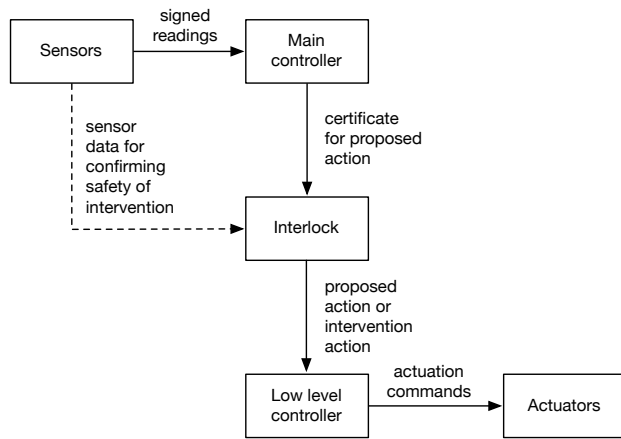 signed
readings
Sensors
Main
controller
sensor
data for
confirming
safety of
intervention
certificate
for proposed
action
Interlock
proposed
action or
intervention
action
Low level
controller
actuation
commands
Actuators